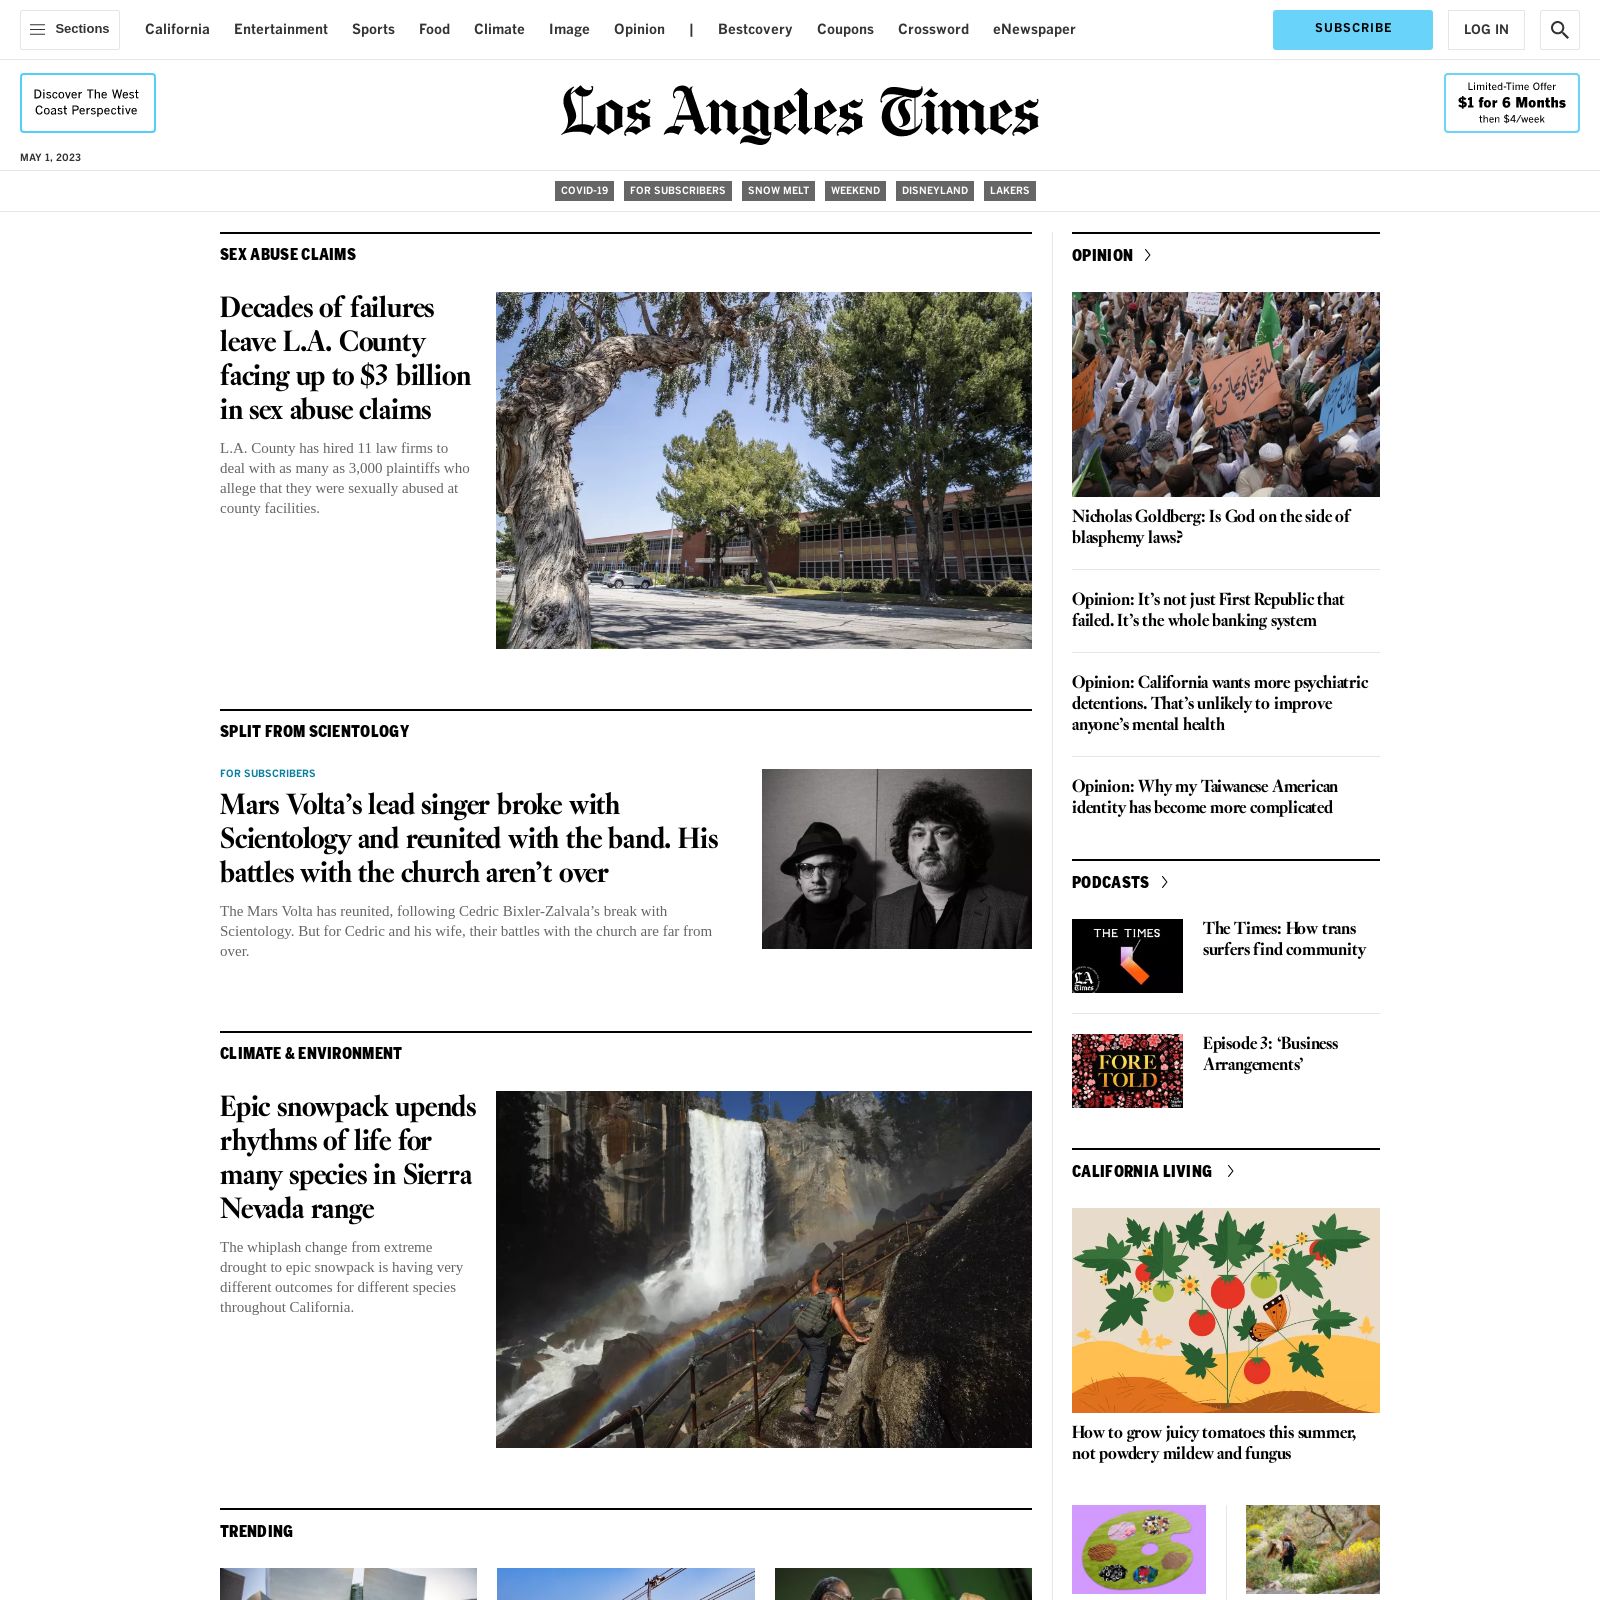 Sections
California
Entertainment
Sports
Food
Climate
Image
Opinion
|
Bestcovery
Coupons
Crossword
eNewspaper
SUBSCRIBE
LOG IN
Discover The West
Coast Perspective
Los Angeles Times
Limited-Time Offer
$1 for 6 Months
then $4/week
MAY 1, 2023
COVID-19
FOR SUBSCRIBERS
SNOW MELT
WEEKEND
DISNEYLAND
LAKERS
SEX ABUSE CLAIMS
Decades of failures
leave L.A. County
facing up to $3 billion
in sex abuse claims
L.A. County has hired 11 law firms to
deal with as many as 3,000 plaintiffs who
allege that they were sexually abused at
county facilities.
SPLIT FROM SCIENTOLOGY
FOR SUBSCRIBERS
Mars Volta’s lead singer broke with
Scientology and reunited with the band. His
battles with the church aren’t over
The Mars Volta has reunited, following Cedric Bixler-Zalvala’s break with
Scientology. But for Cedric and his wife, their battles with the church are far from
over.
CLIMATE & ENVIRONMENT
Epic snowpack upends
rhythms of life for
many species in Sierra
Nevada range
The whiplash change from extreme
drought to epic snowpack is having very
different outcomes for different species
throughout California.
TRENDING
OPINION
Nicholas Goldberg: Is God on the side of
blasphemy laws?
Opinion: It’s not just First Republic that
failed. It’s the whole banking system
Opinion: California wants more psychiatric
detentions. That’s unlikely to improve
anyone’s mental health
Opinion: Why my Taiwanese American
identity has become more complicated
PODCASTS
THE TIMES
LA
Times
The Times: How trans
surfers find community
FORE
TOLD
Episode 3: ‘Business
Arrangements’
CALIFORNIA LIVING
How to grow juicy tomatoes this summer,
not powdery mildew and fungus